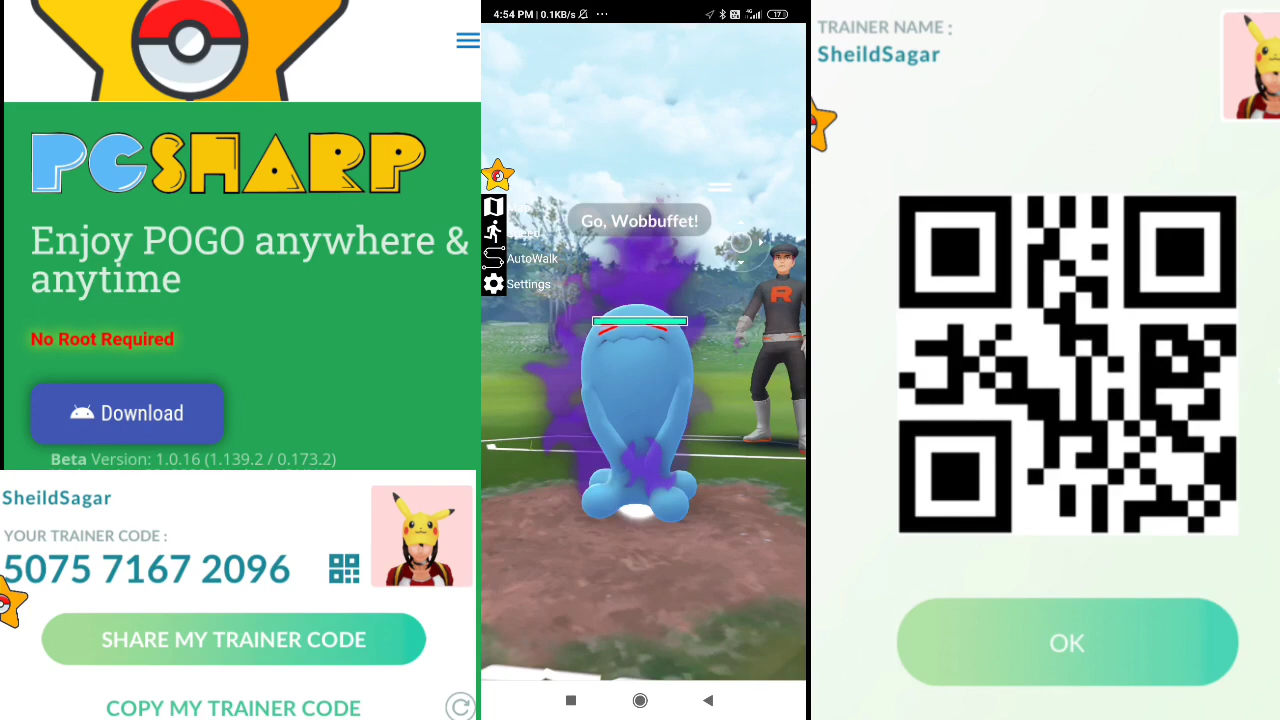 PGSHARP
Enjoy POGO anywhere &
anytime
No Root Required
Download
Beta Version: 1.0.16 (1.139.2 / 0.173.2)
SheildSagar
YOUR TRAINER CODE :
5075 7167 2096
SHARE MY TRAINER CODE
COPY MY TRAINER CODE
4:54 PM | 0.1KB/s
4G
17
Go, Wobbuffet!
AutoWalk
Settings
R
TRAINER NAME :
SheildSagar
OK